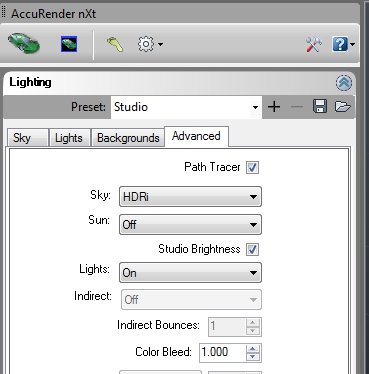 AccuRender nXt
Lighting
Preset: Studio
Sky Lights Backgrounds Advanced
Path Tracer
Sky: HDRi
Sun: Off
Studio Brightness
Lights: On
Indirect: Off
Indirect Bounces: 1
Color Bleed: 1.000